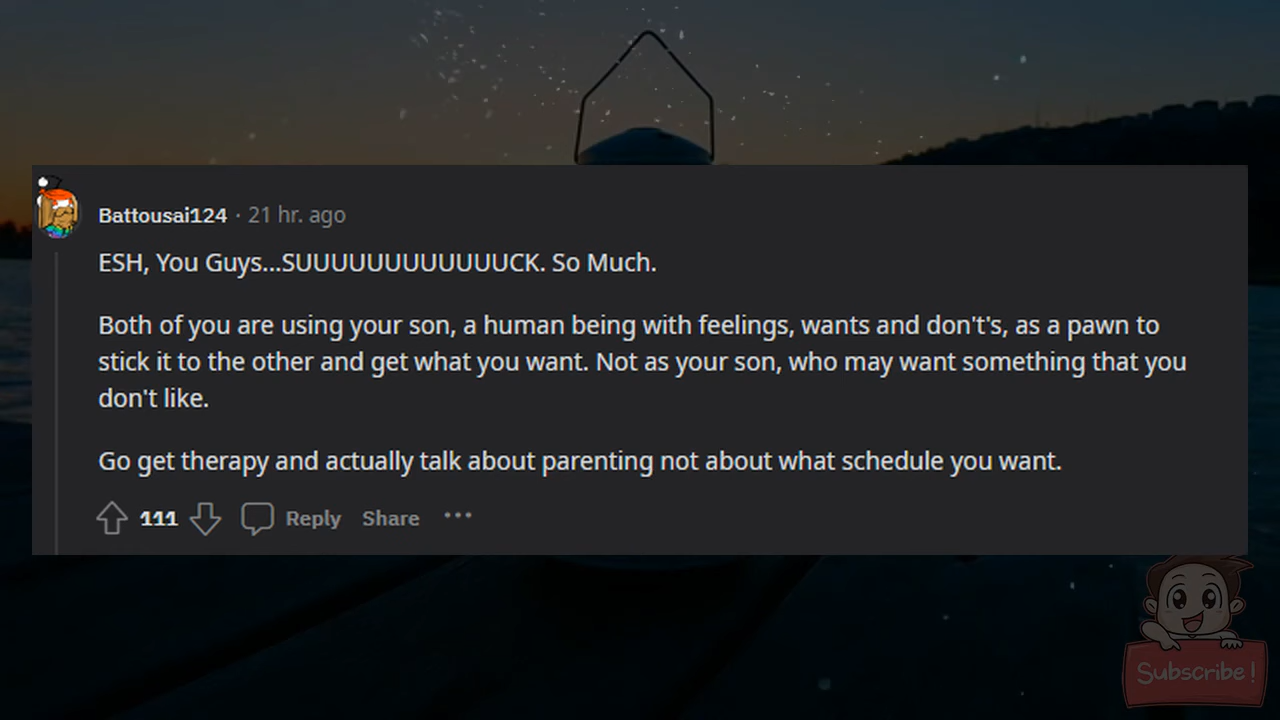 Battousai124 · 21 hr. ago
ESH, You Guys...SUUUUUUUUUUUUUCK. So Much.
Both of you are using your son, a human being with feelings, wants and don't's, as a pawn to
stick it to the other and get what you want. Not as your son, who may want something that you
don't like.
Go get therapy and actually talk about parenting not about what schedule you want.
111 Reply Share ···
Subscribe!